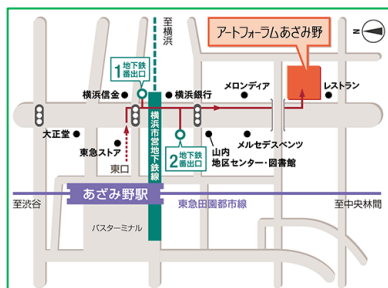 至横浜
アートフォーラムあざみ野
N
1 地下鉄
番出口
横浜信金
横浜銀行
メロンディア
レストラン
大正堂
東急ストア
東口
横浜市営地下鉄線
2 地下鉄
番出口
山内
地区センター・図書館
メルセデスベンツ
至渋谷
あざみ野駅
東急田園都市線
至中央林間
バスターミナル